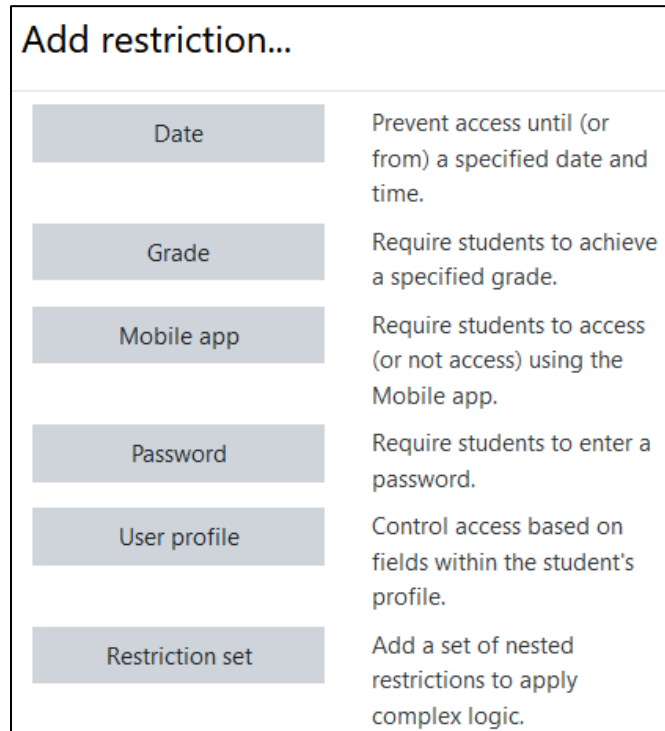 Add restriction...
Date
Prevent access until (or
from) a specified date and
time.
Grade
Require students to achieve
a specified grade.
Mobile app
Require students to access
(or not access) using the
Mobile app.
Password
Require students to enter a
password.
User profile
Control access based on
fields within the student's
profile.
Restriction set
Add a set of nested
restrictions to apply
complex logic.